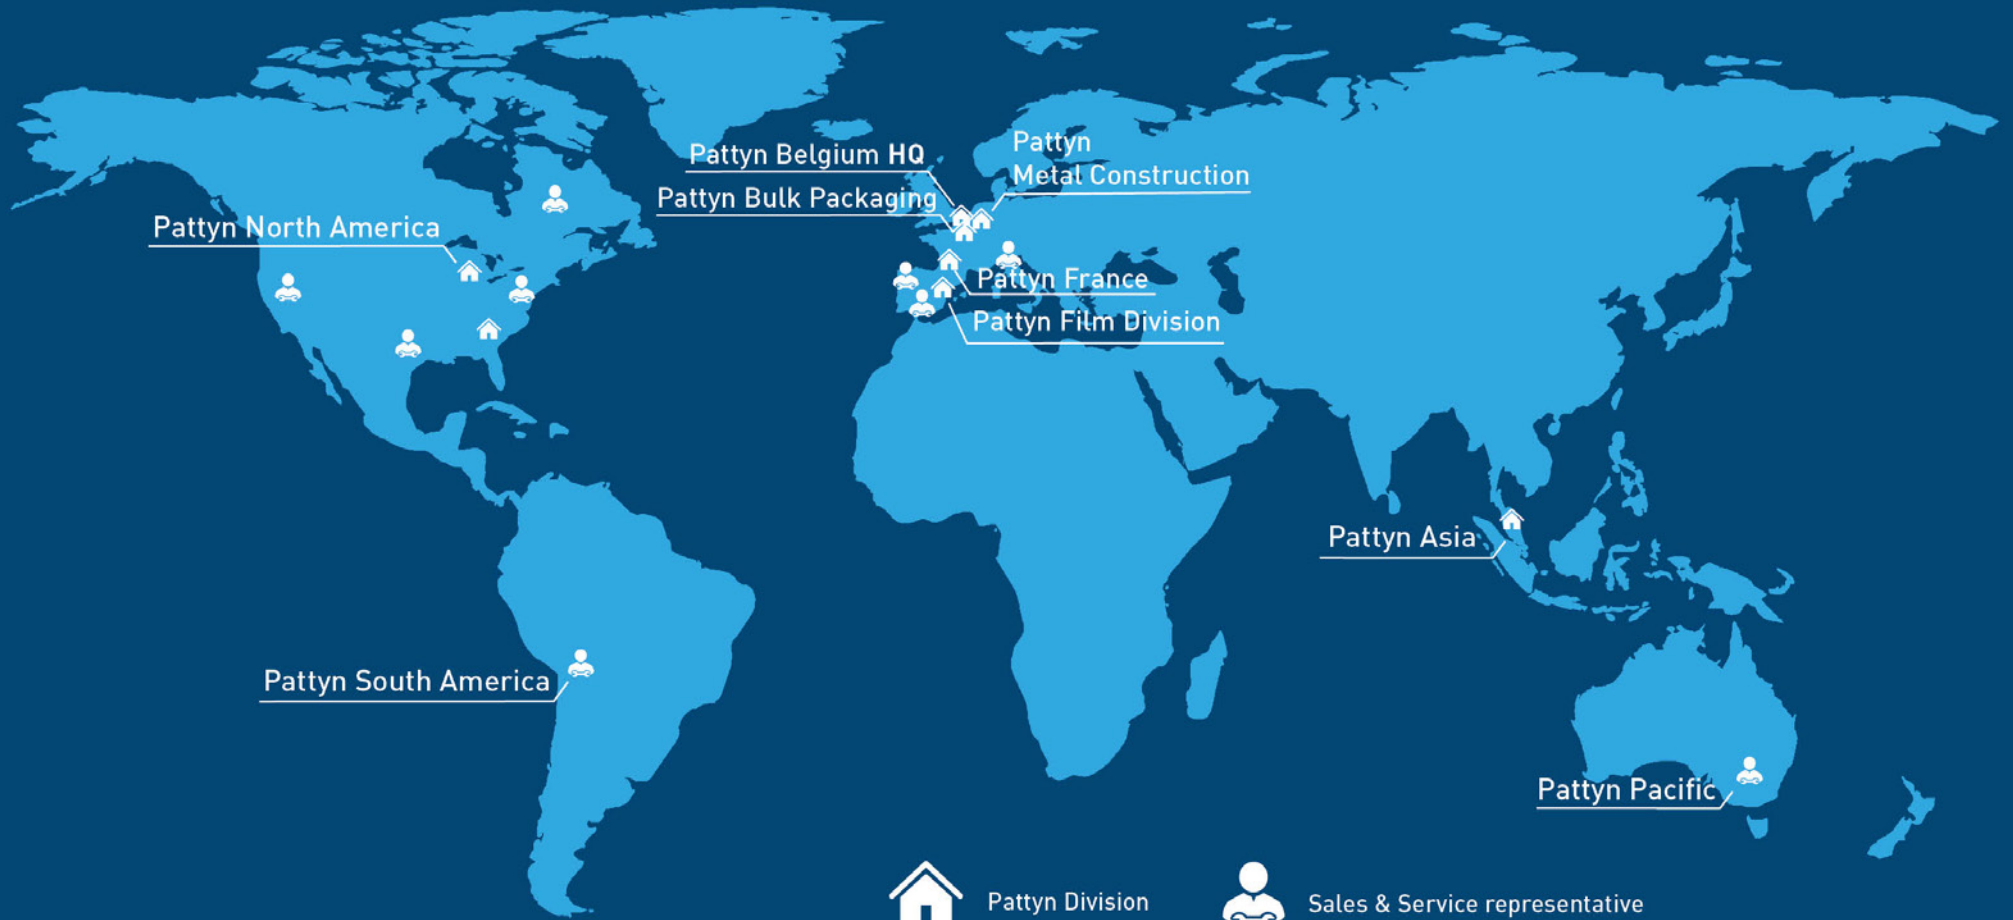 Pattyn Belgium HQ
Pattyn
Metal Construction
Pattyn Bulk Packaging
Pattyn North America
Pattyn France
Pattyn Film Division
Pattyn Asia
Pattyn South America
Pattyn Pacific
Pattyn Division
Sales & Service representative